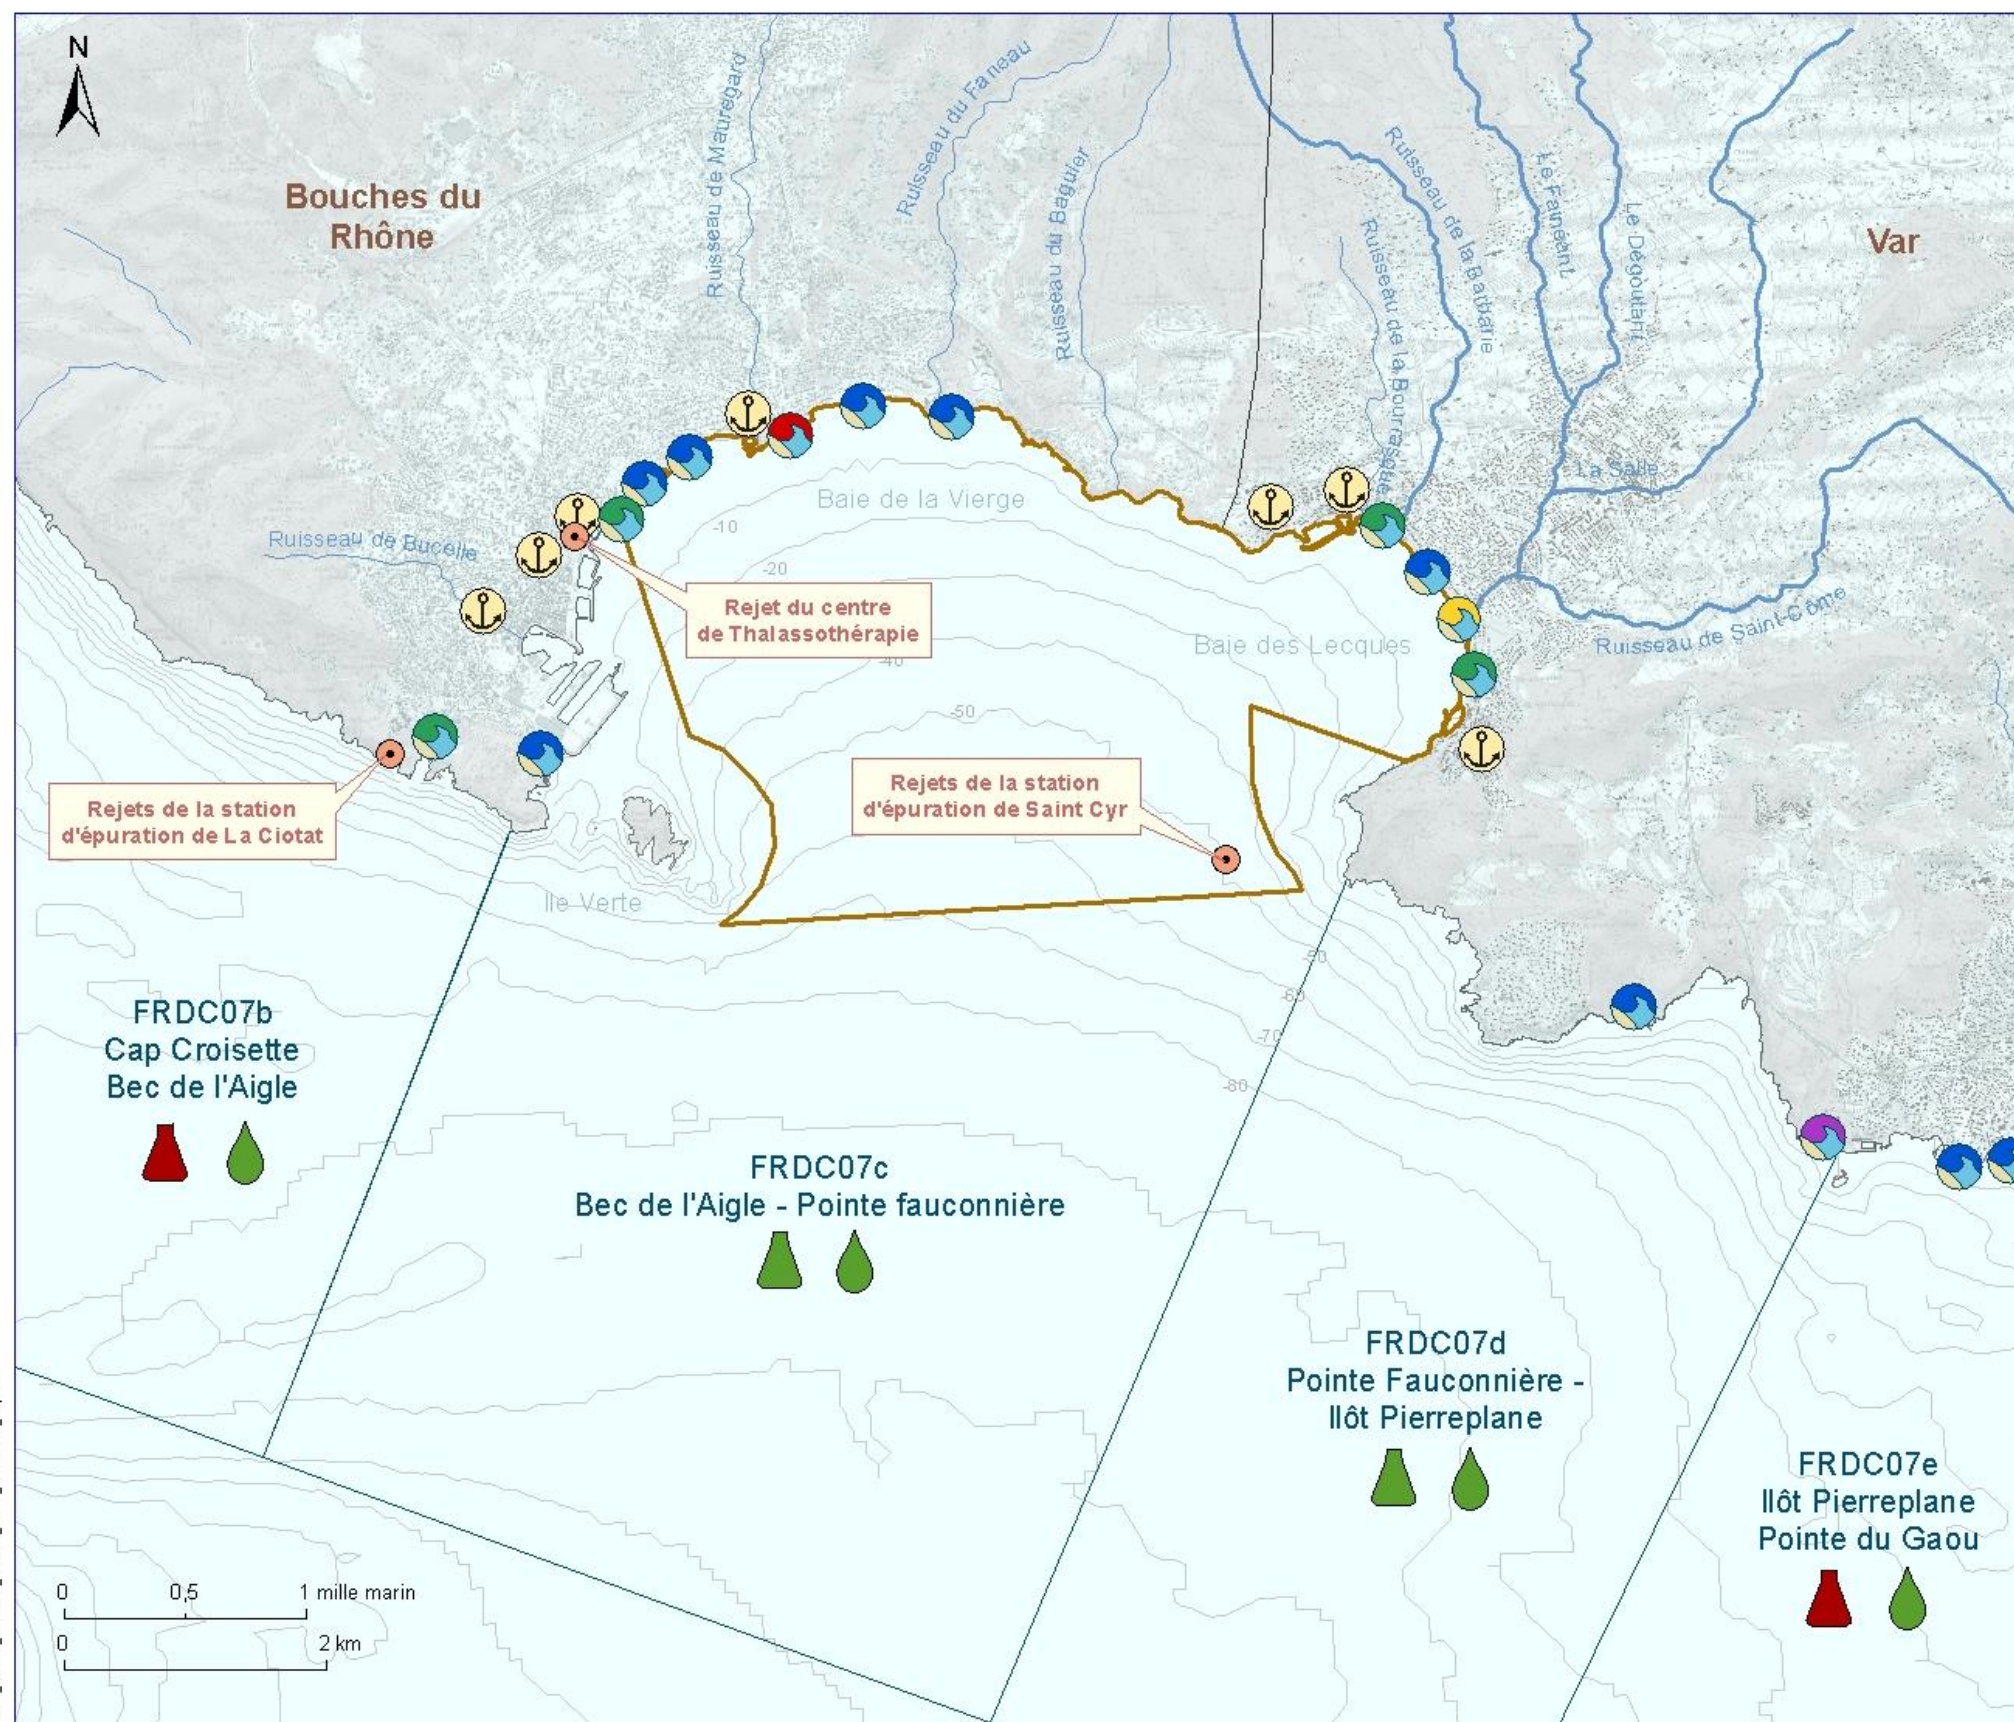 N
Bouches du
Rhône
Var
Ruisseau de Mauregard
Ruisseau du Faneau
Ruisseau du Baguier
Ruisseau de la Barbarie
Ruisseau de la Bourrasque
Le Fainéant
Le Dégoutant
La Salle
Ruisseau de Saint-Côme
Ruisseau de Bucelle
Baie de la Vierge
-10
-20
-40
-50
Baie des Lecques
Rejet du centre
de Thalassothérapie
Rejets de la station
d'épuration de Saint Cyr
Rejets de la station
d'épuration de La Ciotat
Ile Verte
-60
-70
-80
FRDC07b
Cap Croisette
Bec de l'Aigle
FRDC07c
Bec de l'Aigle - Pointe fauconnière
FRDC07d
Pointe Fauconnière -
Ilôt Pierreplane
FRDC07e
Ilôt Pierreplane
Pointe du Gaou
0 0,5 1 mille marin
0 2 km